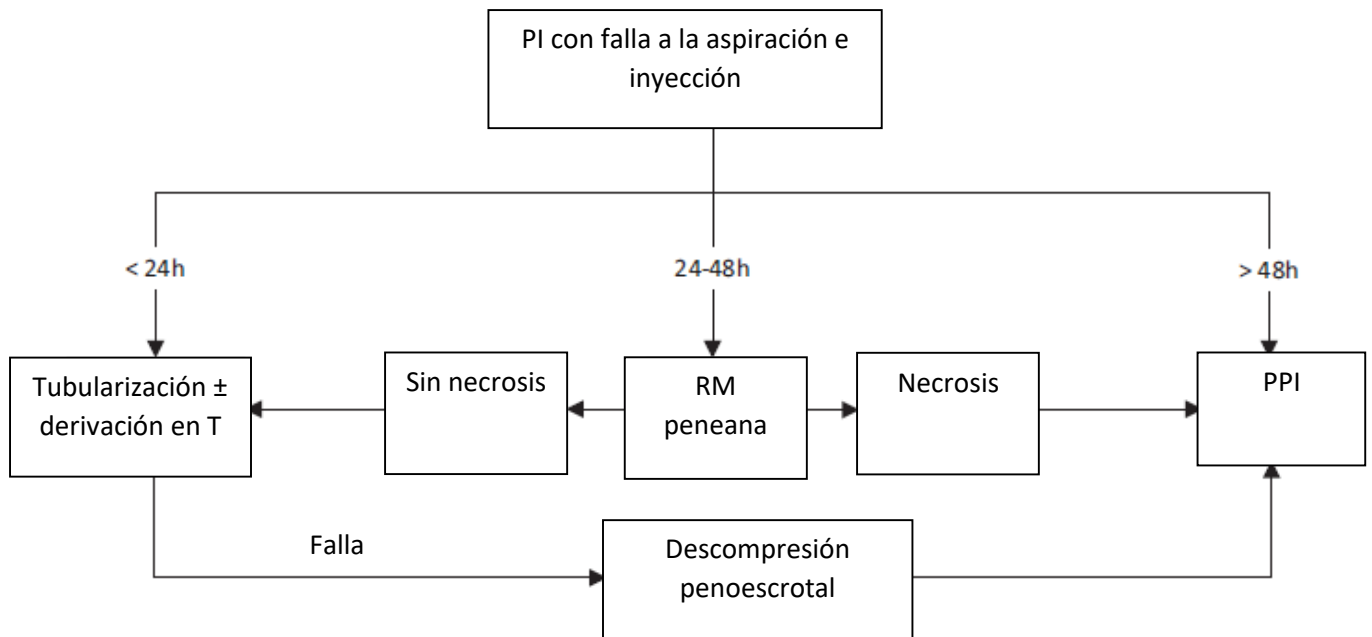 PI con falla a la aspiración e
inyección
< 24h
24-48h
> 48h
Tubularización ±
derivación en T
Sin necrosis
RM
peneana
Necrosis
PPI
Falla
Descompresión
penoescrotal